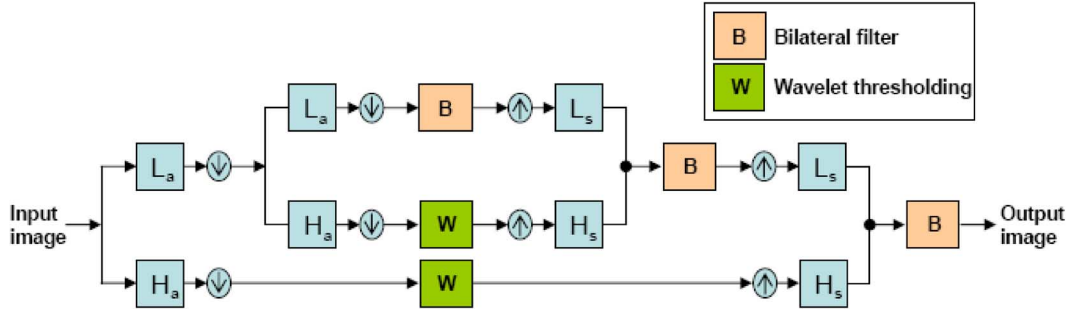 B Bilateral filter
W Wavelet thresholding
Lₐ B Lₛ
Lₐ B Lₛ
Input
image
Hₐ W Hₛ
B Output
image
Hₐ W Hₛ